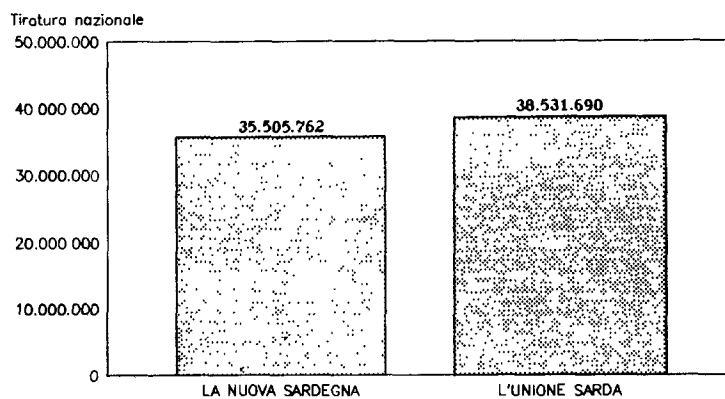 Tiratura nazionale
50.000.000
40 000 000
30.000.000
20.000 000
10.000.000
0
35.505.762
38.531.690
LA NUOVA SARDEGNA
L'UNIONE SARDA